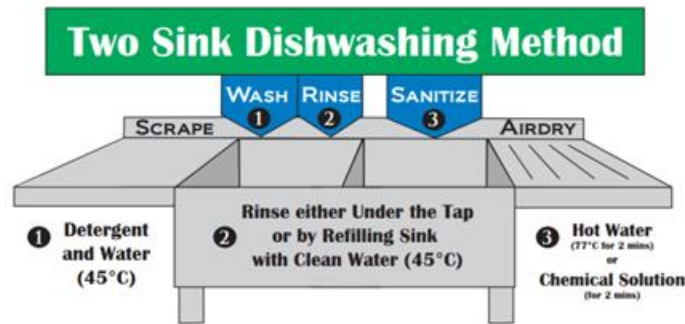 Two Sink Dishwashing Method
WASH RINSE SANITIZE
1 2 3
SCRAPE AIRDRY
1 Detergent
and Water
(45°C)
2 Rinse either Under the Tap
or by Refilling Sink
with Clean Water (45°C)
3 Hot Water
(77°C for 2 mins)
or
Chemical Solution
(for 2 mins)